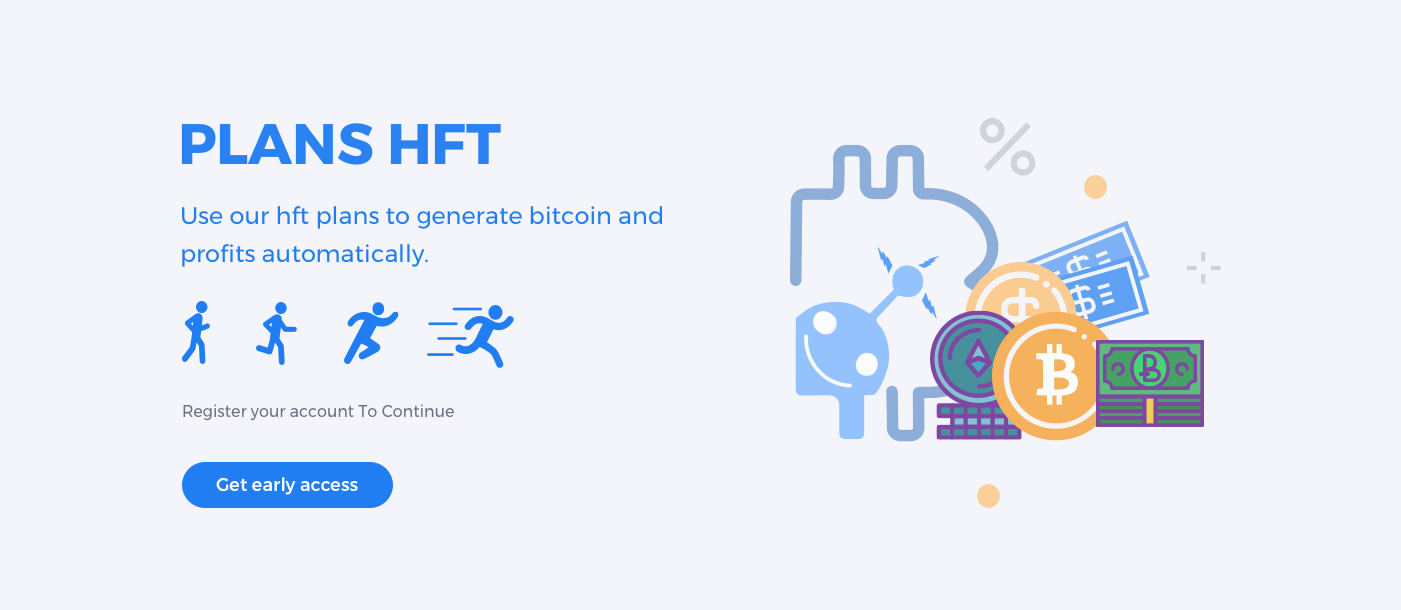 PLANS HFT
Use our hft plans to generate bitcoin and
profits automatically.
Register your account To Continue
Get early access